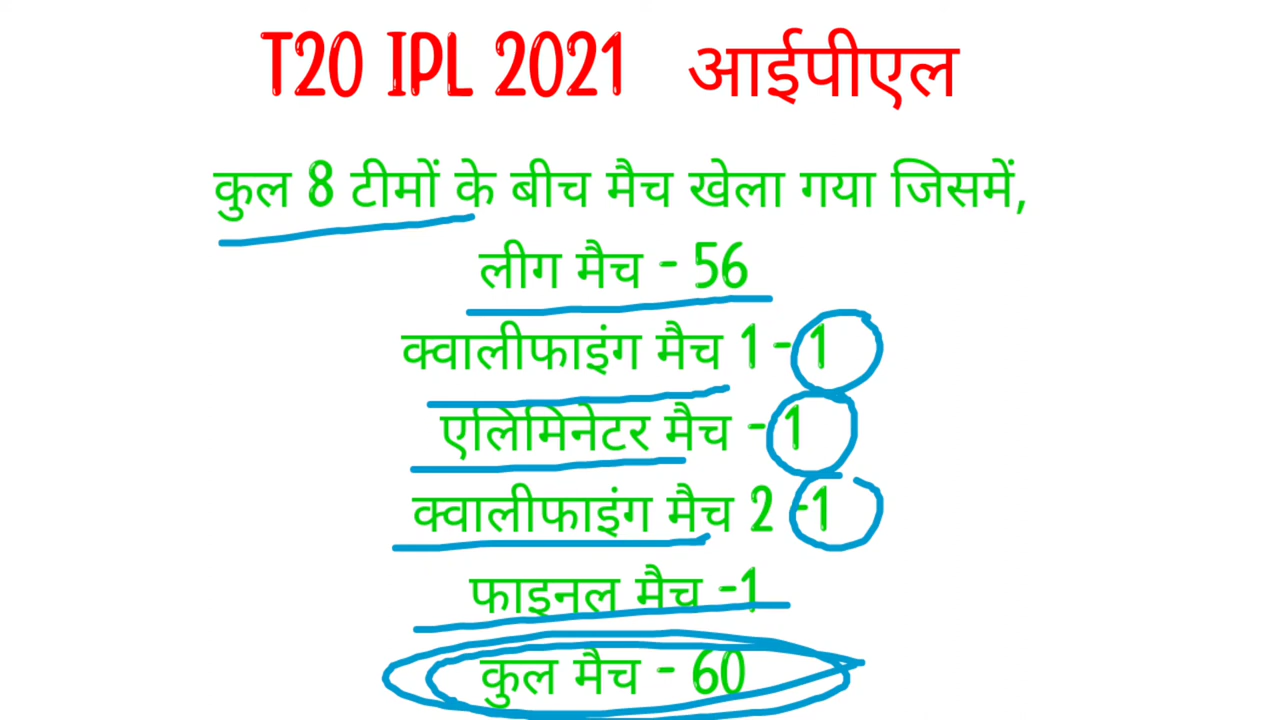 T20 IPL 2021 आईपीएल
कुल 8 टीमों के बीच मैच खेला गया जिसमें,
लीग मैच - 56
क्वालीफाइंग मैच 1 - 1
एलिमिनेटर मैच - 1
क्वालीफाइंग मैच 2 -1
फाइनल मैच -1
कुल मैच - 60